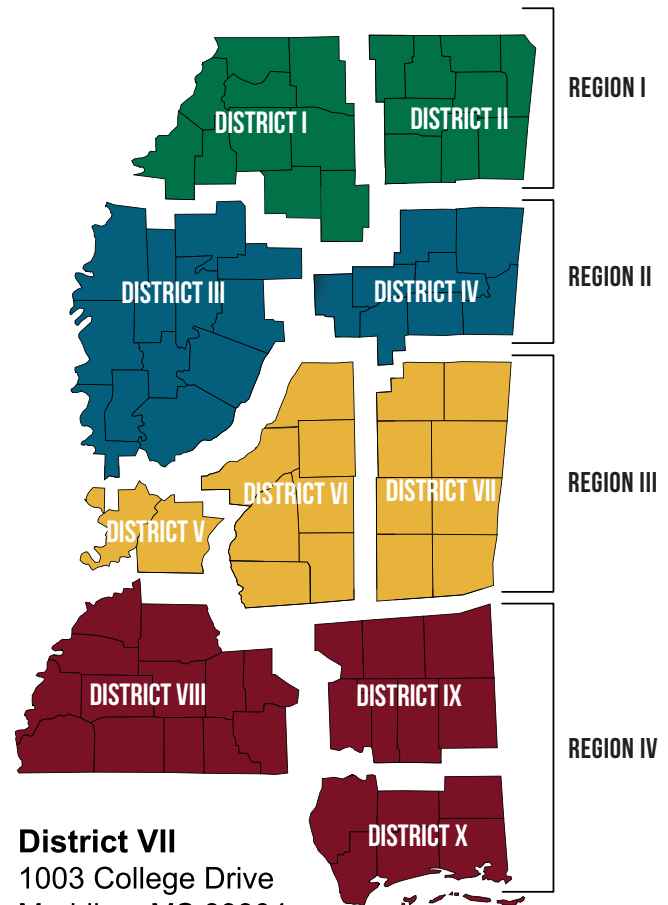 REGION I
DISTRICT I
DISTRICT II
REGION II
DISTRICT III
DISTRICT IV
REGION III
DISTRICT VI
DISTRICT VII
DISTRICT V
REGION IV
DISTRICT VIII
DISTRICT IX
DISTRICT X
District VII
1003 College Drive